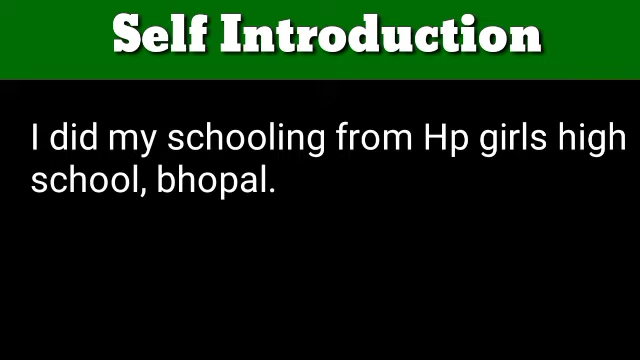 Self Introduction
I did my schooling from Hp girls high
school, bhopal.